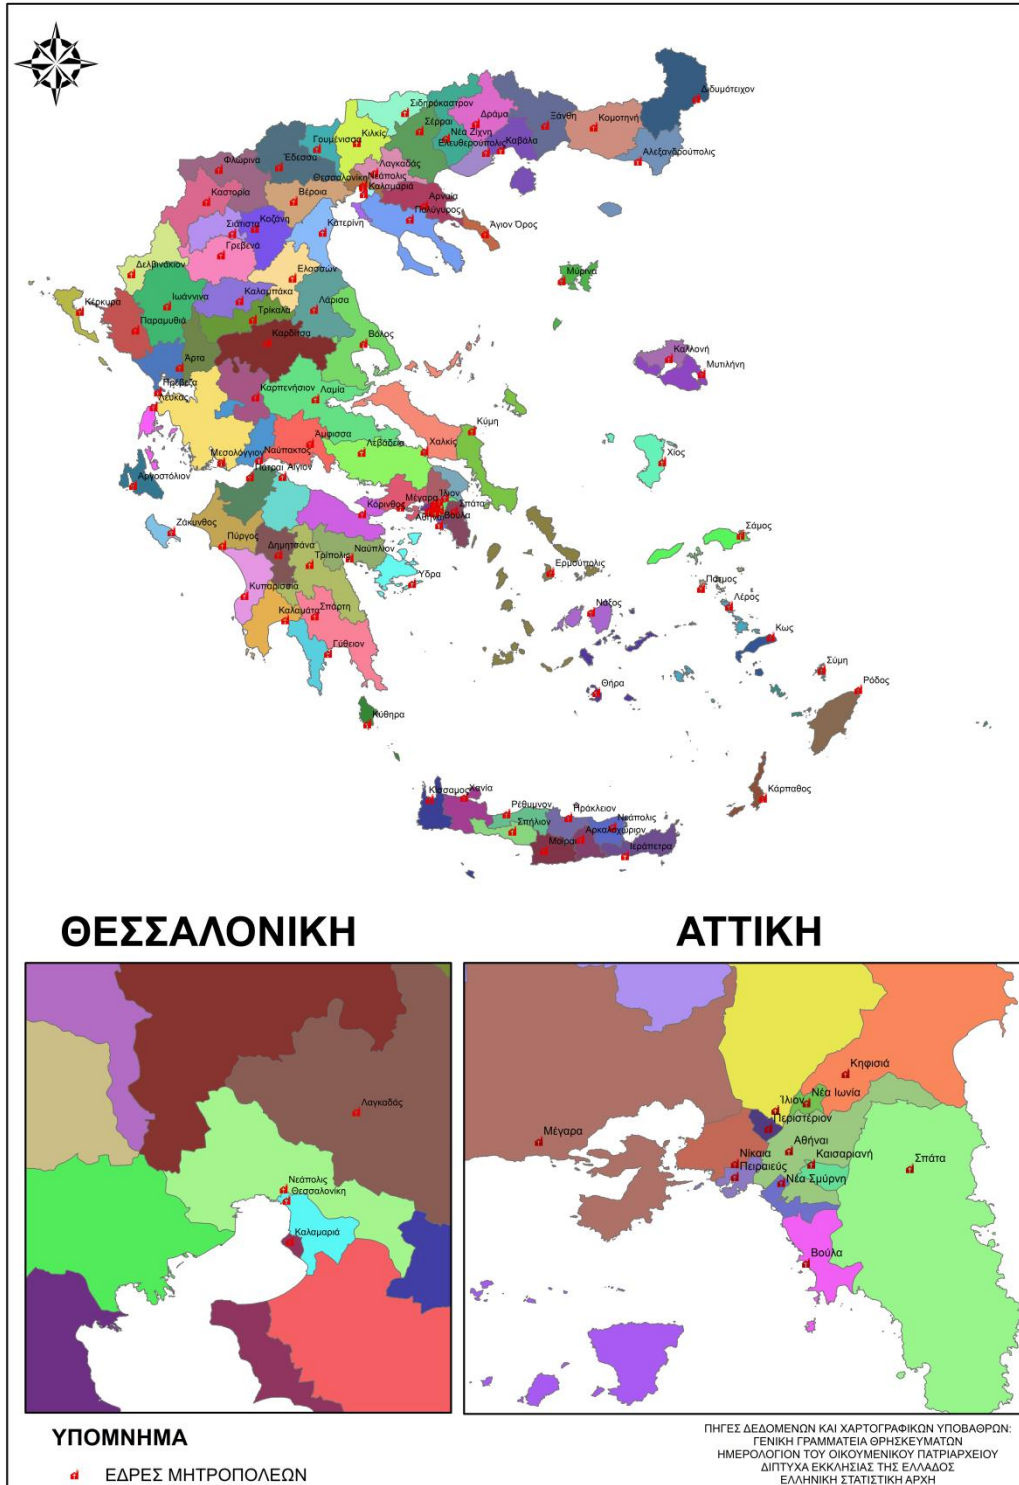 Διδυμότειχον
Σιδηρόκαστρον
Δράμα
Ξάνθη
Κομοτηνή
Σέρραι
Νέα Ζίχνη
Κιλκίς
Γουμένισσα
Ελευθερούπολις
Καβάλα
Αλεξανδρούπολις
Έδεσσα
Φλώρινα
Λαγκαδάς
Θεσσαλονίκη
Νεάπολις
Καλαμαριά
Καστορία
Βέροια
Αρναία
Πολύγυρος
Σιάτιστα
Κοζάνη
Κατερίνη
Άγιον Όρος
Γρεβενά
Δελβινάκιον
Ελασσών
Μύρινα
Κέρκυρα
Ιωάννινα
Καλαμπάκα
Λάρισα
Παραμυθιά
Τρίκαλα
Καρδίτσα
Βόλος
Καλλονή
Άρτα
Μυτιλήνη
Πρέβεζα
Λευκάς
Καρπενήσιον
Λαμία
Κύμη
Άμφισσα
Λεβάδεια
Χαλκίς
Χίος
Μεσολόγγιον
Ναύπακτος
Πάτραι
Αίγιον
Αργοστόλιον
Μέγαρα
Ίλιον
Κόρινθος
Σπάτα
Αθήναι
Βούλα
Ζάκυνθος
Πύργος
Δημητσάνα
Τρίπολις
Ναύπλιον
Σάμος
Ύδρα
Ερμούπολις
Πάτμος
Κυπαρισσία
Καλαμάτα
Σπάρτη
Νάξος
Λέρος
Κως
Γύθειον
Σύμη
Θήρα
Ρόδος
Κύθηρα
Κίσσαμος
Χανιά
Κάρπαθος
Ρέθυμνον
Ηράκλειον
Νεάπολις
Σπήλιον
Αρκαλοχώριον
Μοίραι
Ιεράπετρα
ΘΕΣΣΑΛΟΝΙΚΗ
Λαγκαδάς
Νεάπολις
Θεσσαλονίκη
Καλαμαριά
ΑΤΤΙΚΗ
Κηφισιά
Νέα Ιωνία
Ίλιον
Περιστέριον
Μέγαρα
Αθήναι
Νίκαια
Καισαριανή
Σπάτα
Πειραιεύς
Νέα Σμύρνη
Βούλα
ΥΠΟΜΝΗΜΑ
ΕΔΡΕΣ ΜΗΤΡΟΠΟΛΕΩΝ
ΠΗΓΕΣ ΔΕΔΟΜΕΝΩΝ ΚΑΙ ΧΑΡΤΟΓΡΑΦΙΚΩΝ ΥΠΟΒΑΘΡΩΝ:
ΓΕΝΙΚΗ ΓΡΑΜΜΑΤΕΙΑ ΘΡΗΣΚΕΥΜΑΤΩΝ
ΗΜΕΡΟΛΟΓΙΟΝ ΤΟΥ ΟΙΚΟΥΜΕΝΙΚΟΥ ΠΑΤΡΙΑΡΧΕΙΟΥ
ΔΙΠΤΥΧΑ ΕΚΚΛΗΣΙΑΣ ΤΗΣ ΕΛΛΑΔΟΣ
ΕΛΛΗΝΙΚΗ ΣΤΑΤΙΣΤΙΚΗ ΑΡΧΗ